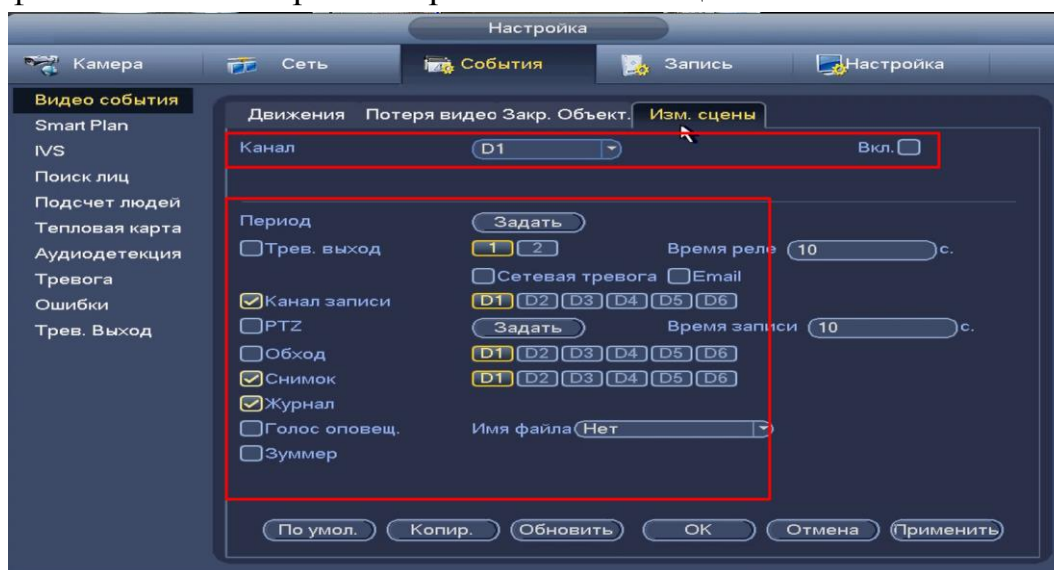 Настройка
Камера Сеть События Запись Настройка
Видео события
Smart Plan
IVS
Поиск лиц
Подсчет людей
Тепловая карта
Аудиодетекция
Тревога
Ошибки
Трев. Выход
Движения Потеря видео Закр. Объект. Изм. сцены
Канал D1 Вкл.
Период Задать
Трев. выход 1 2 Время реле 10 с.
Сетевая тревога Email
Канал записи D1 D2 D3 D4 D5 D6
PTZ Задать Время записи 10 с.
Обход D1 D2 D3 D4 D5 D6
Снимок D1 D2 D3 D4 D5 D6
Журнал
Голос оповещ. Имя файла Нет
Зуммер
По умол. Копир. Обновить OK Отмена Применить